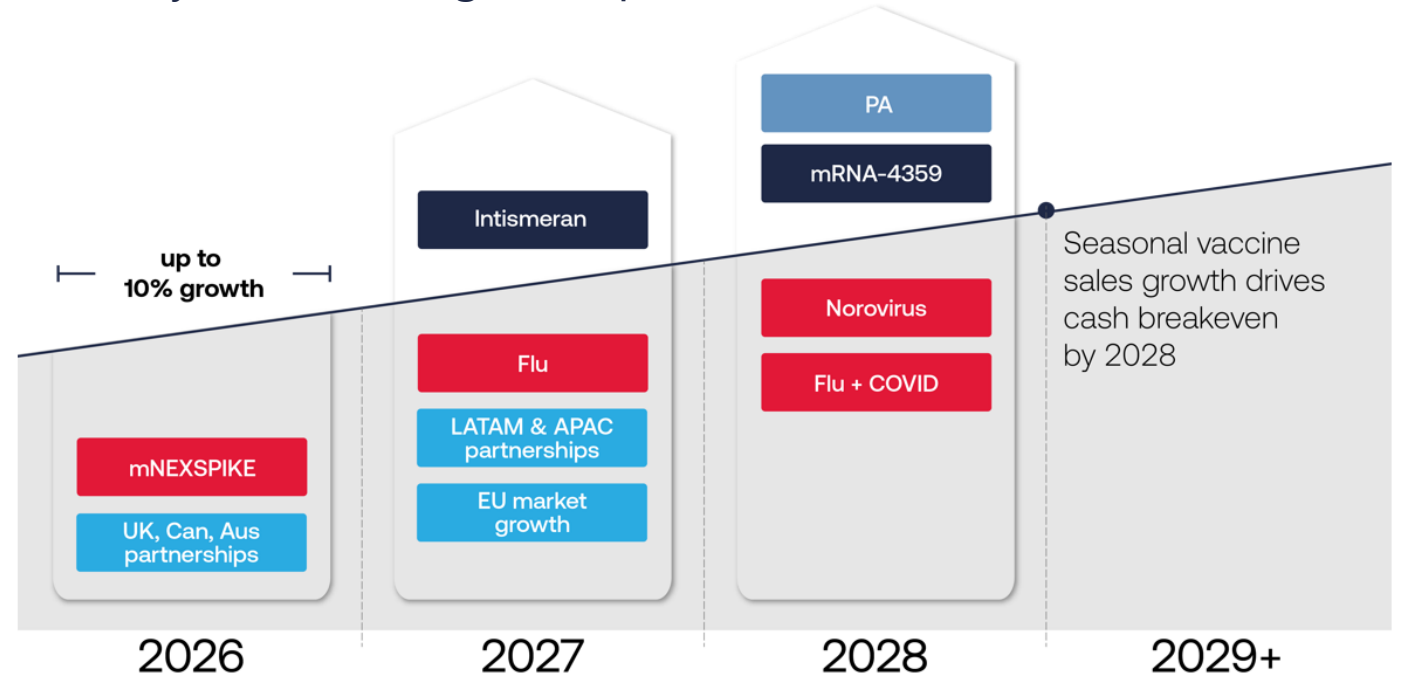 up to
10% growth
mNEXSPIKE
UK, Can, Aus
partnerships
2026
Intismeran
Flu
LATAM & APAC
partnerships
EU market
growth
2027
PA
mRNA-4359
Norovirus
Flu + COVID
2028
Seasonal vaccine
sales growth drives
cash breakeven
by 2028
2029+